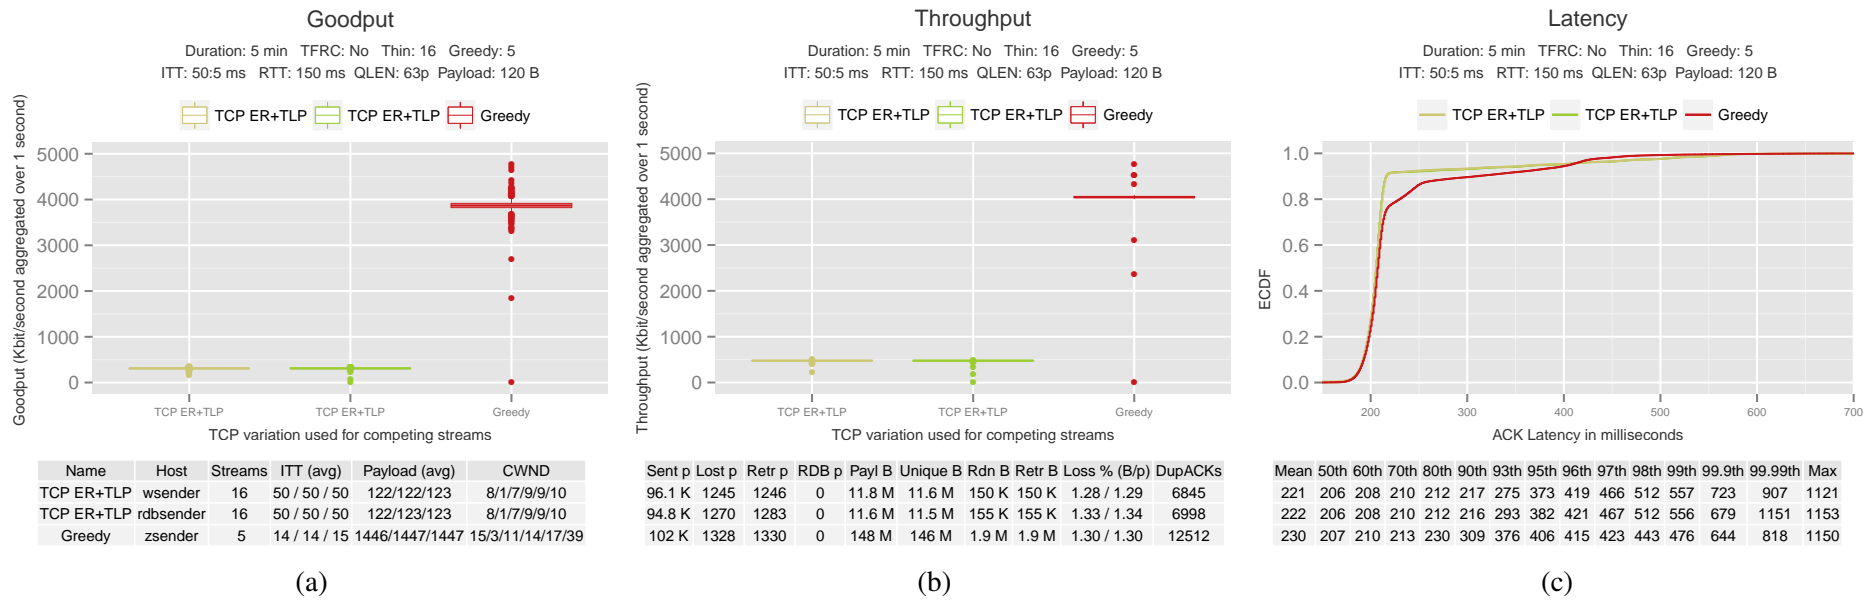 Goodput
Duration: 5 min TFRC: No Thin: 16 Greedy: 5
ITT: 50:5 ms RTT: 150 ms QLEN: 63p Payload: 120 B
TCP ER+TLP TCP ER+TLP Greedy
Goodput (Kbit/second aggregated over 1 second)
5000
4000
3000
2000
1000
0
TCP ER+TLP TCP ER+TLP Greedy
TCP variation used for competing streams
Name Host Streams ITT (avg) Payload (avg) CWND
TCP ER+TLP wsender 16 50 / 50 / 50 122/122/123 8/1/7/9/9/10
TCP ER+TLP rdbsender 16 50 / 50 / 50 122/123/123 8/1/7/9/9/10
Greedy zsender 5 14 / 14 / 15 1446/1447/1447 15/3/11/14/17/39
(a)
Throughput
Duration: 5 min TFRC: No Thin: 16 Greedy: 5
ITT: 50:5 ms RTT: 150 ms QLEN: 63p Payload: 120 B
TCP ER+TLP TCP ER+TLP Greedy
Throughput (Kbit/second aggregated over 1 second)
5000
4000
3000
2000
1000
0
TCP ER+TLP TCP ER+TLP Greedy
TCP variation used for competing streams
Sent p Lost p Retr p RDB p Payl B Unique B Rdn B Retr B Loss % (B/p) DupACKs
96.1 K 1245 1246 0 11.8 M 11.6 M 150 K 150 K 1.28 / 1.29 6845
94.8 K 1270 1283 0 11.6 M 11.5 M 155 K 155 K 1.33 / 1.34 6998
102 K 1328 1330 0 148 M 146 M 1.9 M 1.9 M 1.30 / 1.30 12512
(b)
Latency
Duration: 5 min TFRC: No Thin: 16 Greedy: 5
ITT: 50:5 ms RTT: 150 ms QLEN: 63p Payload: 120 B
TCP ER+TLP TCP ER+TLP Greedy
ECDF
1.0
0.8
0.6
0.4
0.2
0.0
200 300 400 500 600 700
ACK Latency in milliseconds
Mean 50th 60th 70th 80th 90th 93th 95th 96th 97th 98th 99th 99.9th 99.99th Max
221 206 208 210 212 217 275 373 419 466 512 557 723 907 1121
222 206 208 210 212 216 293 382 421 467 512 556 679 1151 1153
230 207 210 213 230 309 376 406 415 423 443 476 644 818 1150
(c)